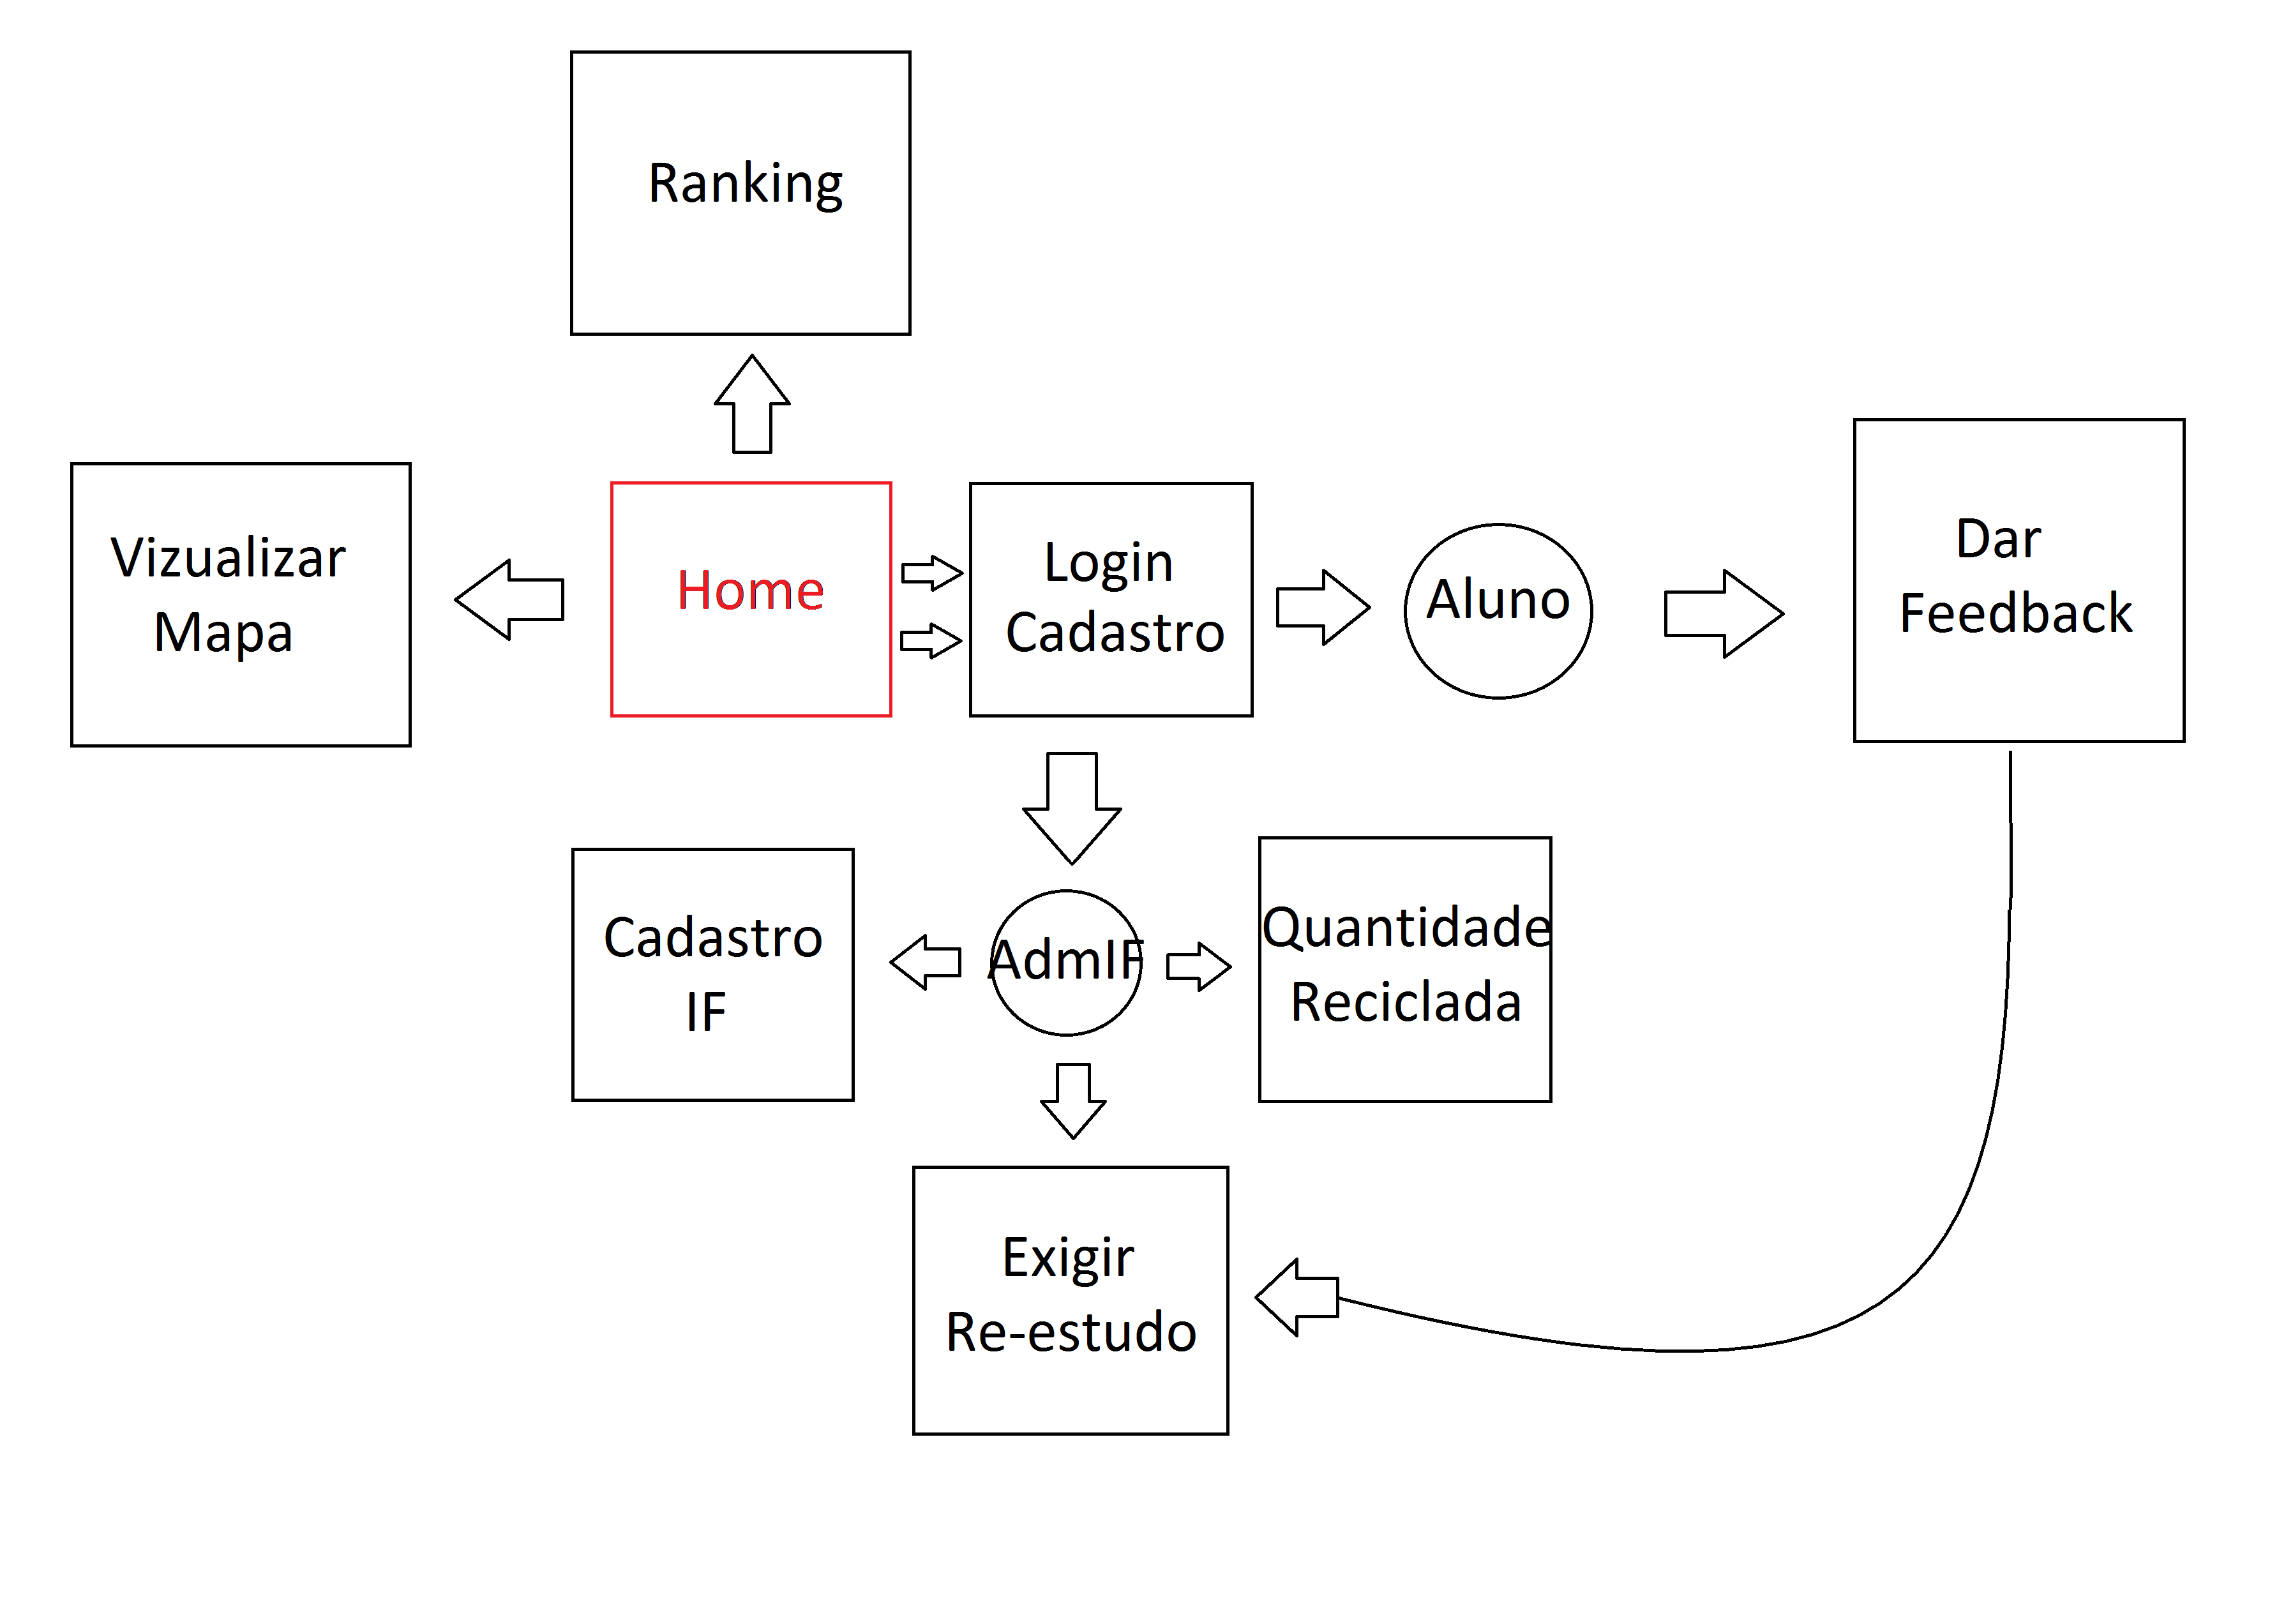 Ranking
Vizualizar
Mapa
Home
Login
Cadastro
Aluno
Dar
Feedback
Cadastro
IF
AdmIF
Quantidade
Reciclada
Exigir
Re-estudo